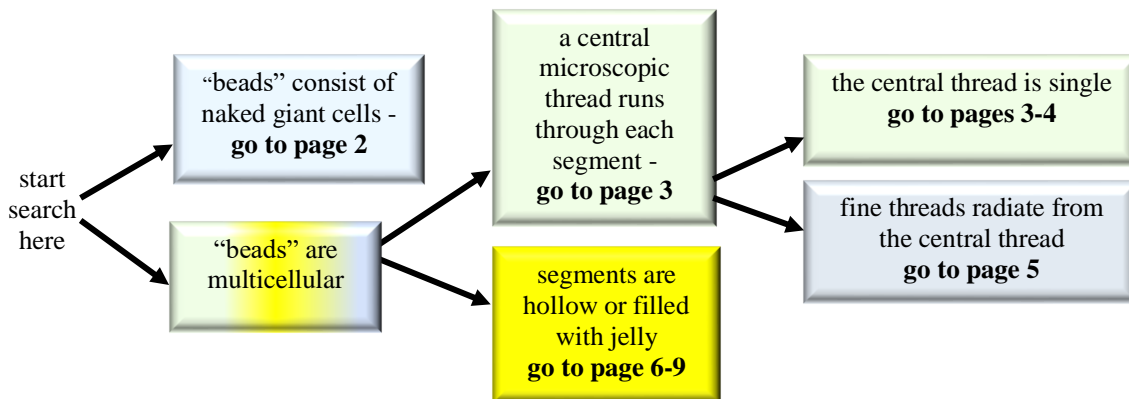 start
search
here
“beads” consist of
naked giant cells -
go to page 2
“beads” are
multicellular
a central
microscopic
thread runs
through each
segment -
go to page 3
segments are
hollow or filled
with jelly
go to page 6-9
the central thread is single
go to pages 3-4
fine threads radiate from
the central thread
go to page 5